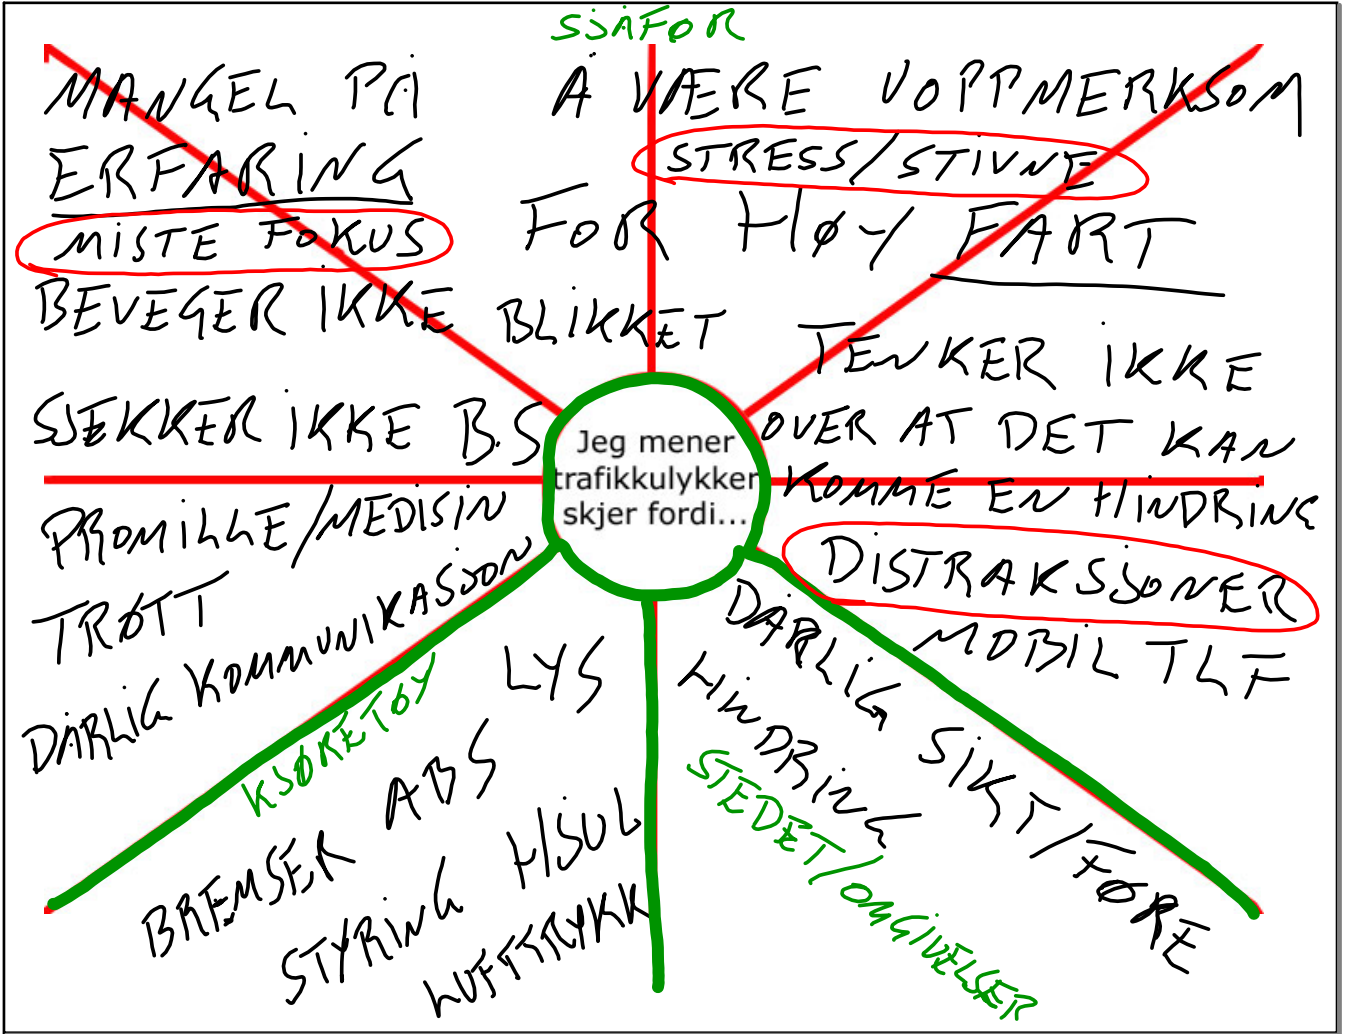 SJÅFØR
MANGEL PÅ
ERFARING
MISTE FOKUS
Å VÆRE UOPPMERKSOM
STRESS/STIVNE
FOR HØY FART
BEVEGER IKKE BLIKKET
SJEKKER IKKE B.S
TENKER IKKE
OVER AT DET KAN
KOMME EN HINDRING
Jeg mener
trafikkulykker
skjer fordi...
PROMILLE/MEDISIN
TRØTT
DÅRLIG KOMMUNIKASJON
DISTRAKSJONER
MOBIL TLF
KJØRETØY
LYS
BREMSER ABS
STYRING HJUL
LUFTTRYKK
DÅRLIG SIKT/FØRE
HINDRING
STEDET/OMGIVELSER